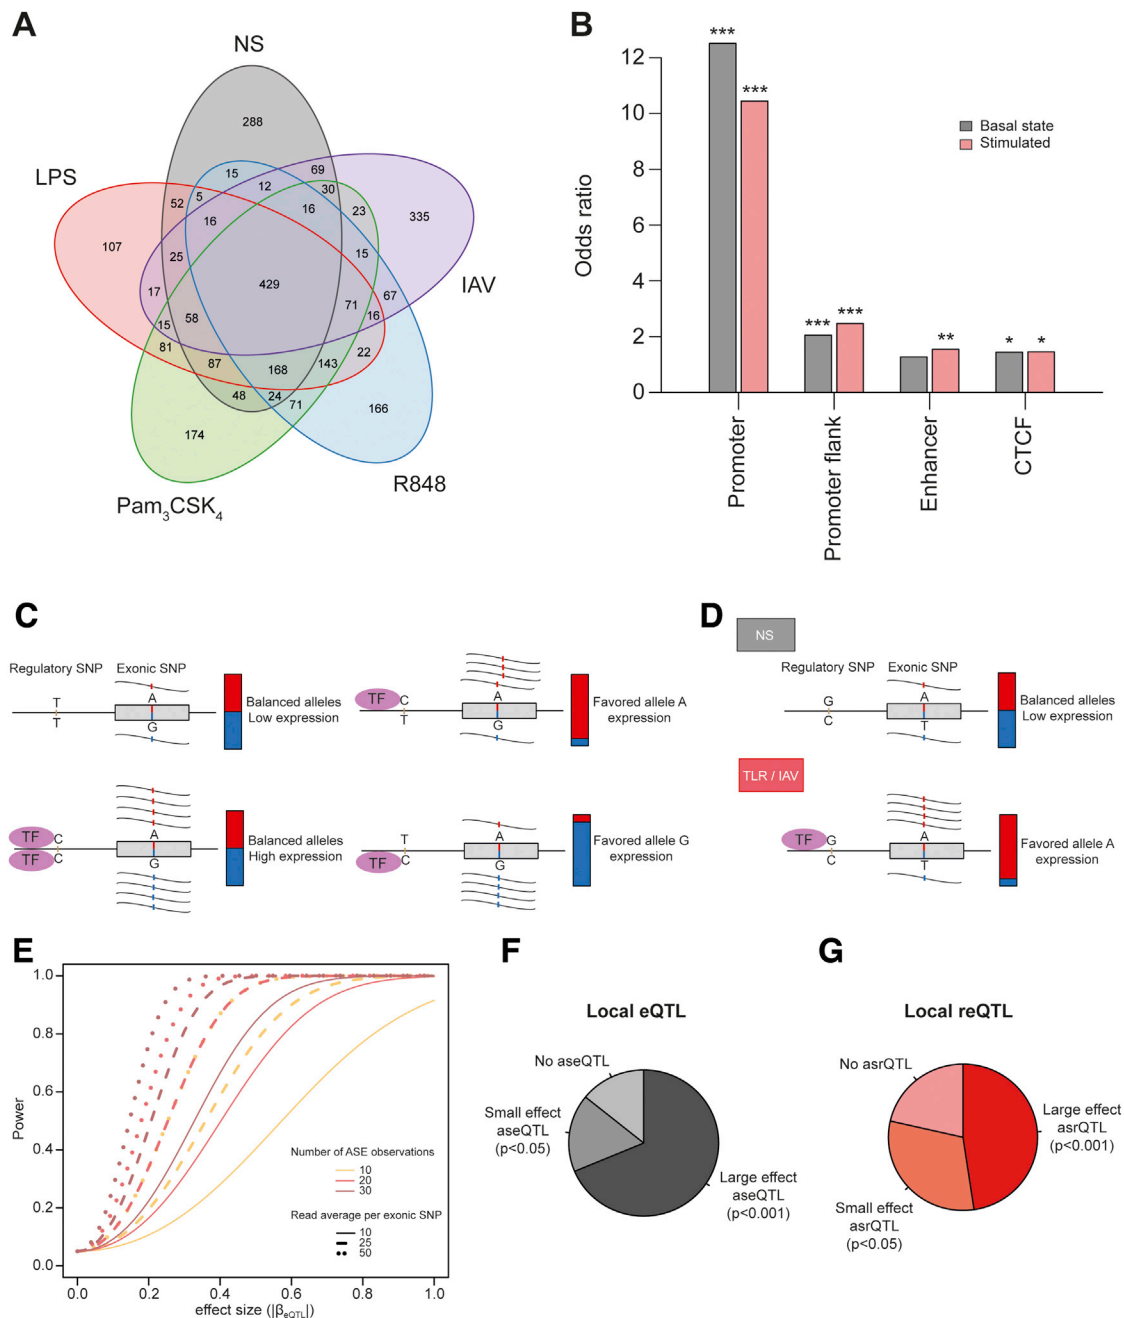 A
NS
LPS
IAV
R848
Pam3CSK4
288
15
12
69
30
52
5
16
16
23
335
107
25
15
429
17
71
67
16
15
58
81
87
168
143
22
48
24
71
166
174
B
Odds ratio
12
10
8
6
4
2
0
***
***
***
***
**
*
*
Basal state
Stimulated
Promoter
Promoter flank
Enhancer
CTCF
C
Regulatory SNP
Exonic SNP
T
T
A
G
Balanced alleles
Low expression
TF
C
T
A
G
Favored allele A
expression
TF
TF
C
C
A
G
Balanced alleles
High expression
TF
T
C
A
G
Favored allele G
expression
D
NS
Regulatory SNP
Exonic SNP
G
C
A
T
Balanced alleles
Low expression
TLR / IAV
TF
G
C
A
T
Favored allele A
expression
E
Power
1.0
0.8
0.6
0.4
0.2
0.0
0.0
0.2
0.4
0.6
0.8
1.0
effect size (|βeQTL|)
Number of ASE observations
10
20
30
Read average per exonic SNP
10
25
50
F
Local eQTL
No aseQTL
Small effect
aseQTL
(p<0.05)
Large effect
aseQTL
(p<0.001)
G
Local reQTL
No asrQTL
Large effect
asrQTL
(p<0.001)
Small effect
asrQTL
(p<0.05)